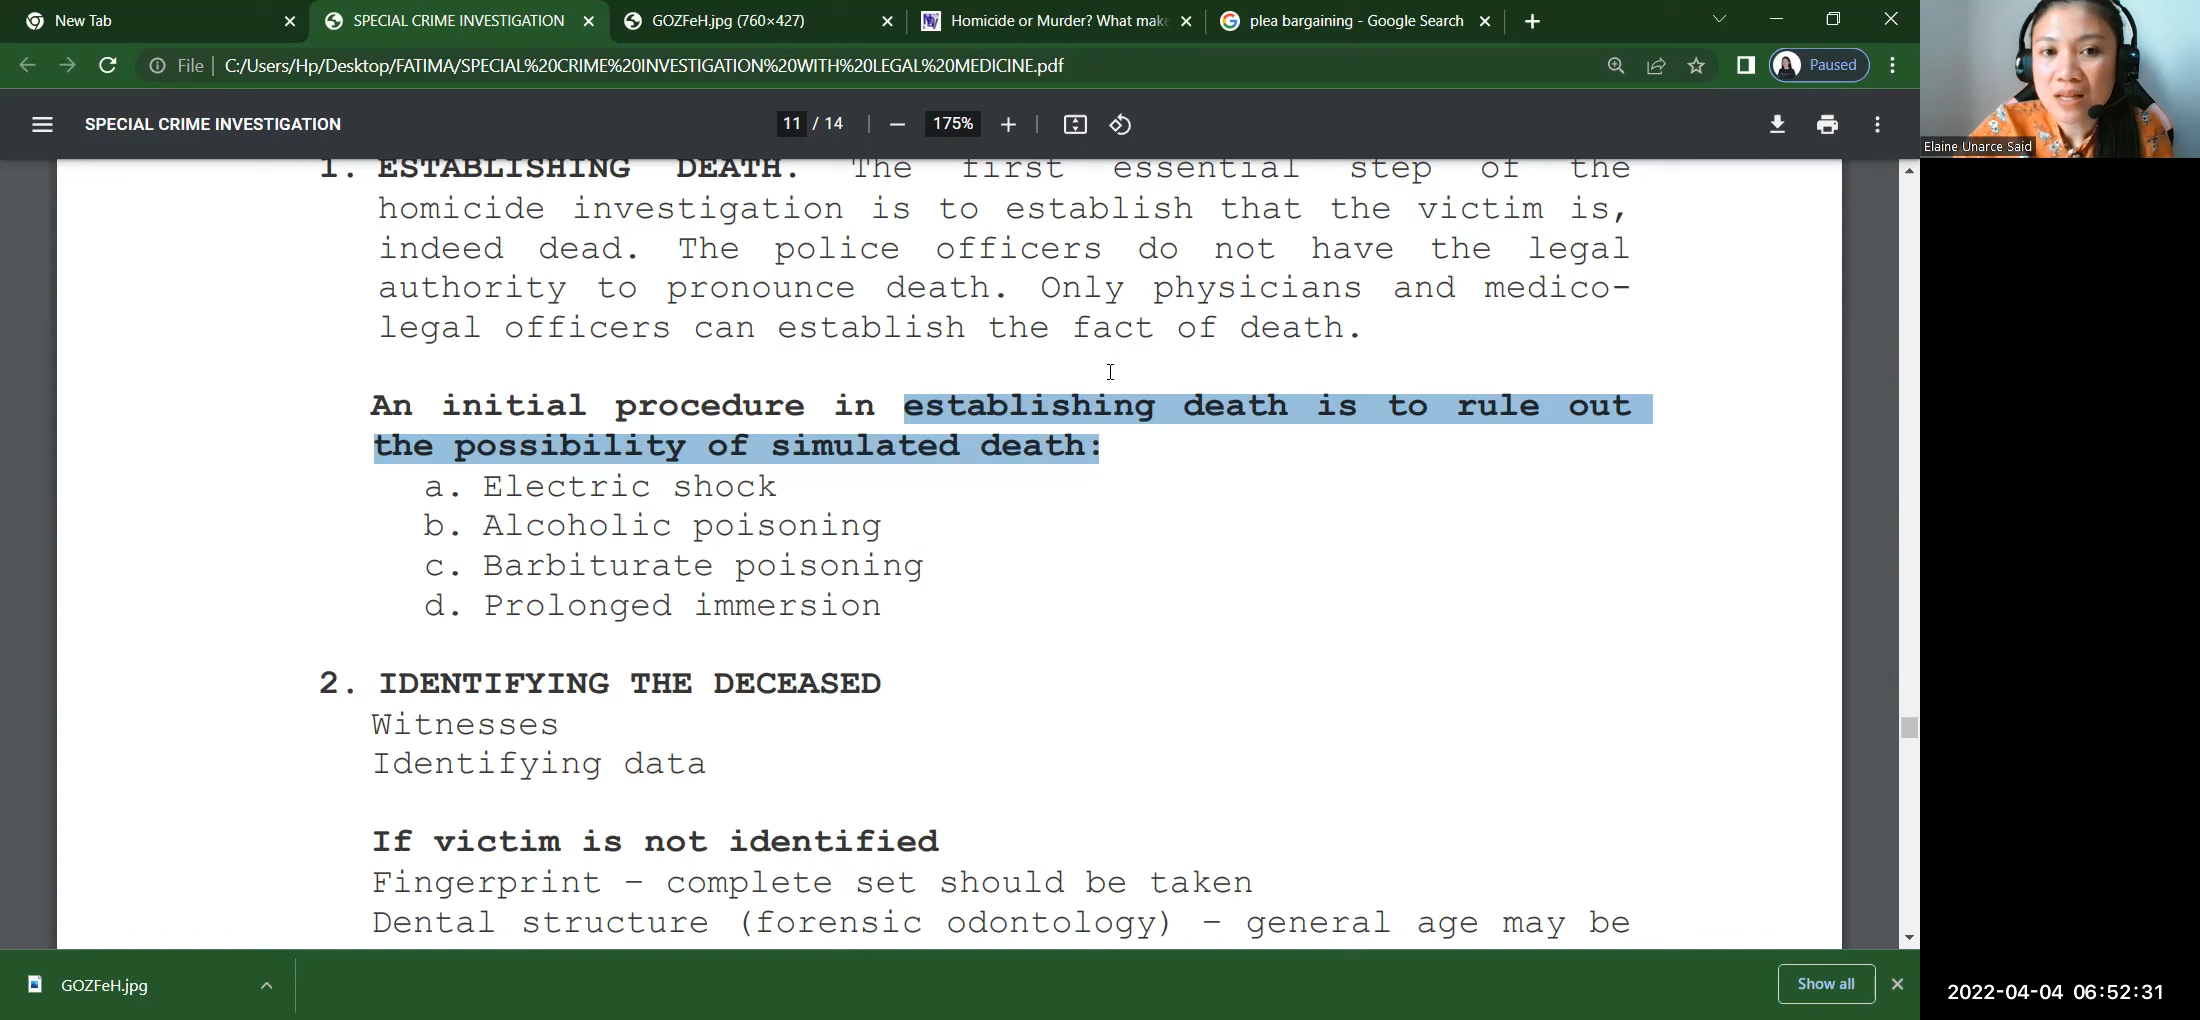 New Tab
SPECIAL CRIME INVESTIGATION
GOZFeH.jpg (760×427)
Homicide or Murder? What make
plea bargaining - Google Search
File
C:/Users/Hp/Desktop/FATIMA/SPECIAL%20CRIME%20INVESTIGATION%20WITH%20LEGAL%20MEDICINE.pdf
Paused
SPECIAL CRIME INVESTIGATION
11 / 14
175%
Elaine Unarce Said
1. ESTABLISHING DEATH. The first essential step of the
homicide investigation is to establish that the victim is,
indeed dead. The police officers do not have the legal
authority to pronounce death. Only physicians and medico-
legal officers can establish the fact of death.
An initial procedure in establishing death is to rule out
the possibility of simulated death:
a. Electric shock
b. Alcoholic poisoning
c. Barbiturate poisoning
d. Prolonged immersion
2. IDENTIFYING THE DECEASED
Witnesses
Identifying data
If victim is not identified
Fingerprint – complete set should be taken
Dental structure (forensic odontology) – general age may be
GOZFeH.jpg
Show all
2022-04-04 06:52:31